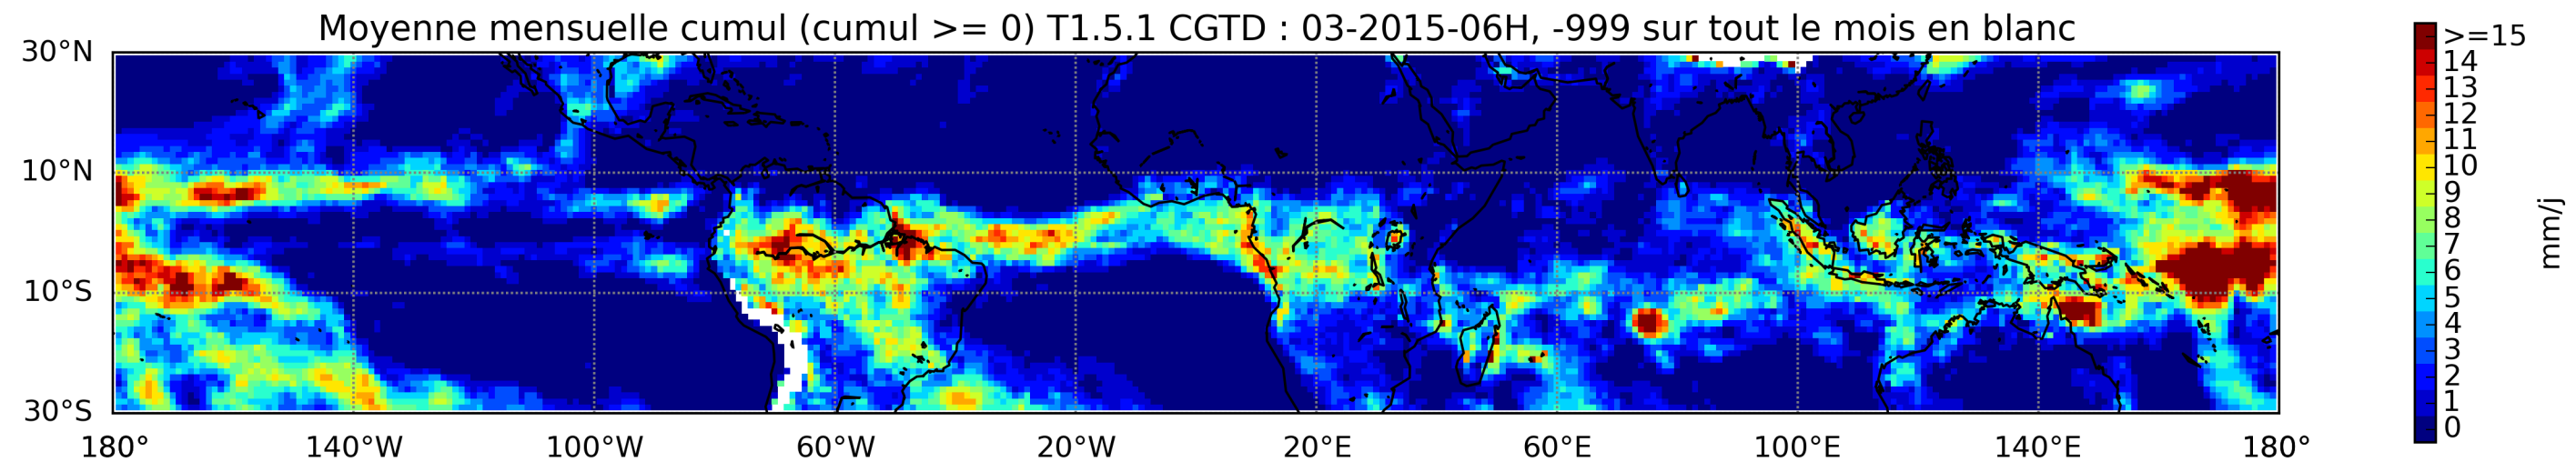 Moyenne mensuelle cumul (cumul >= 0) T1.5.1 CGTD : 03-2015-06H, -999 sur tout le mois en blanc
30°N
10°N
10°S
30°S
180° 140°W 100°W 60°W 20°W 20°E 60°E 100°E 140°E 180°
>=15
14
13
12
11
10
9
8
7
6
5
4
3
2
1
0
mm/j